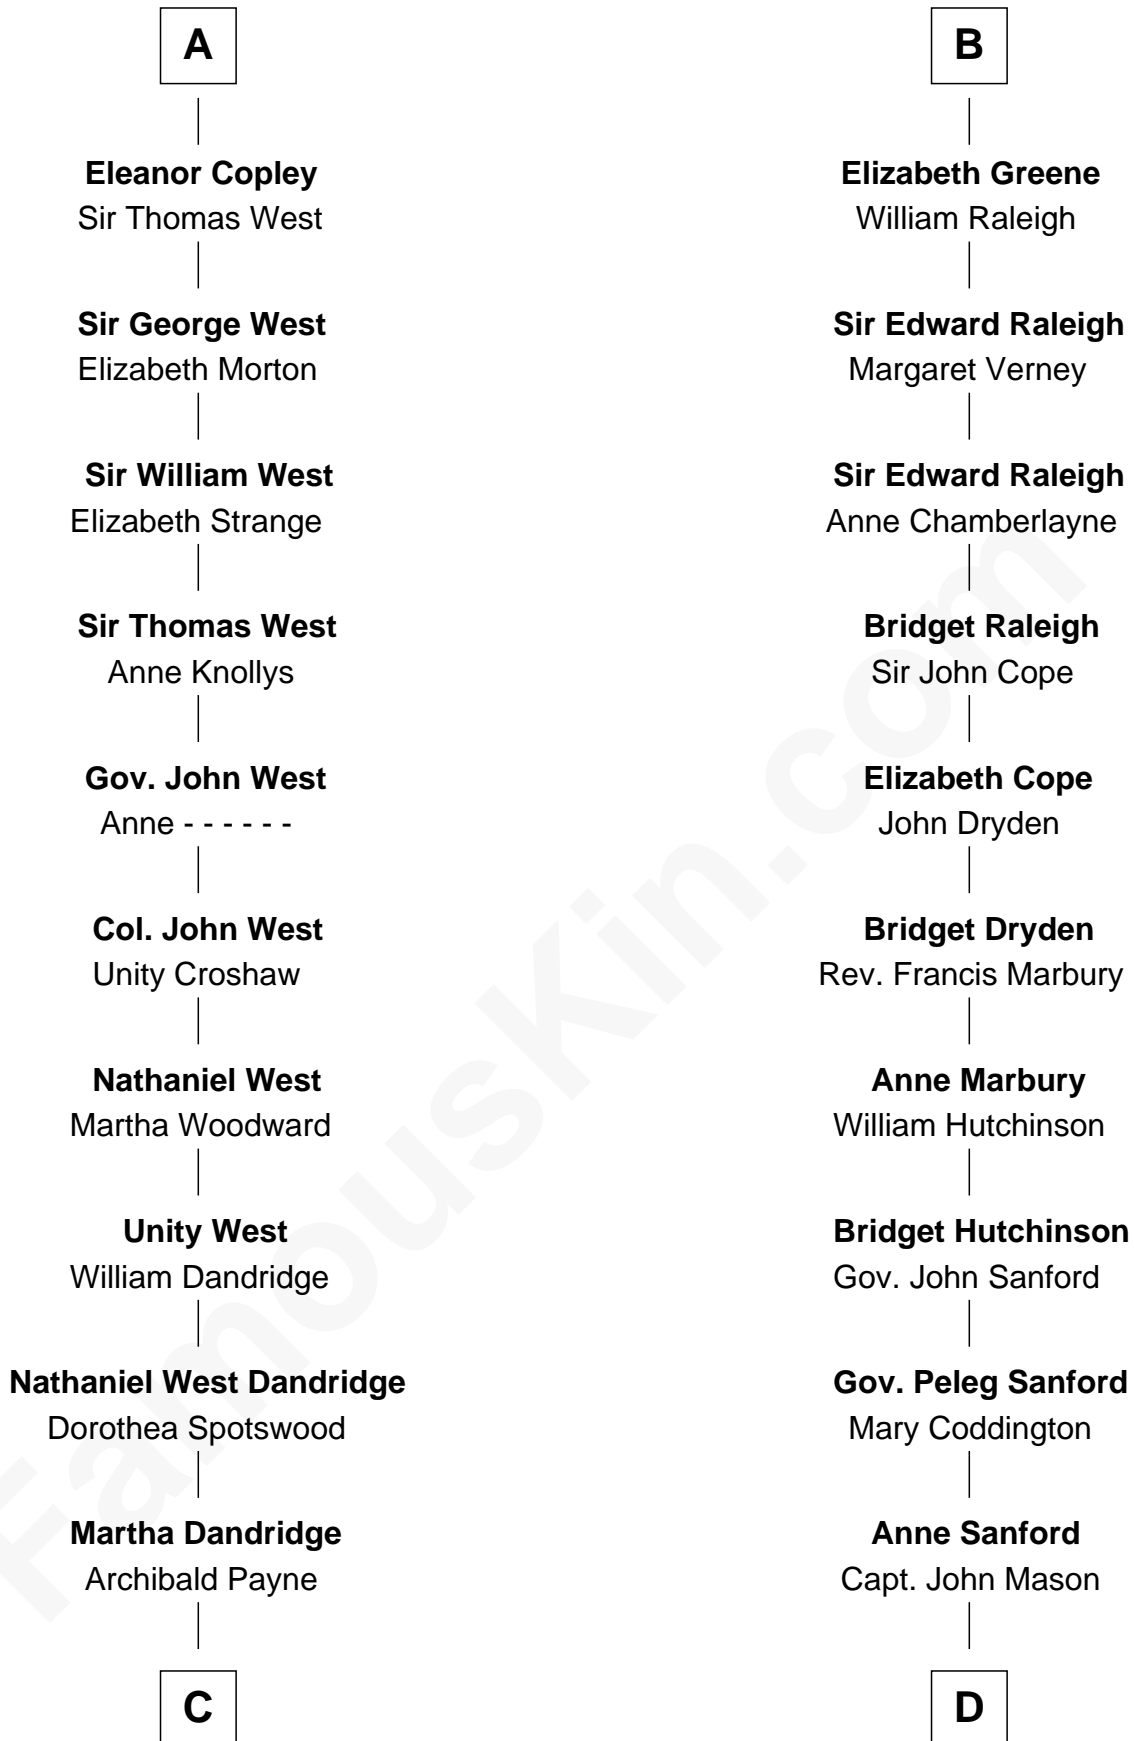 A
Eleanor Copley
Sir Thomas West
Sir George West
Elizabeth Morton
Sir William West
Elizabeth Strange
Sir Thomas West
Anne Knollys
Gov. John West
Anne - - - - - -
Col. John West
Unity Croshaw
Nathaniel West
Martha Woodward
Unity West
William Dandridge
Nathaniel West Dandridge
Dorothea Spotswood
Martha Dandridge
Archibald Payne
C
B
Elizabeth Greene
William Raleigh
Sir Edward Raleigh
Margaret Verney
Sir Edward Raleigh
Anne Chamberlayne
Bridget Raleigh
Sir John Cope
Elizabeth Cope
John Dryden
Bridget Dryden
Rev. Francis Marbury
Anne Marbury
William Hutchinson
Bridget Hutchinson
Gov. John Sanford
Gov. Peleg Sanford
Mary Coddington
Anne Sanford
Capt. John Mason
D
FamousKin.com